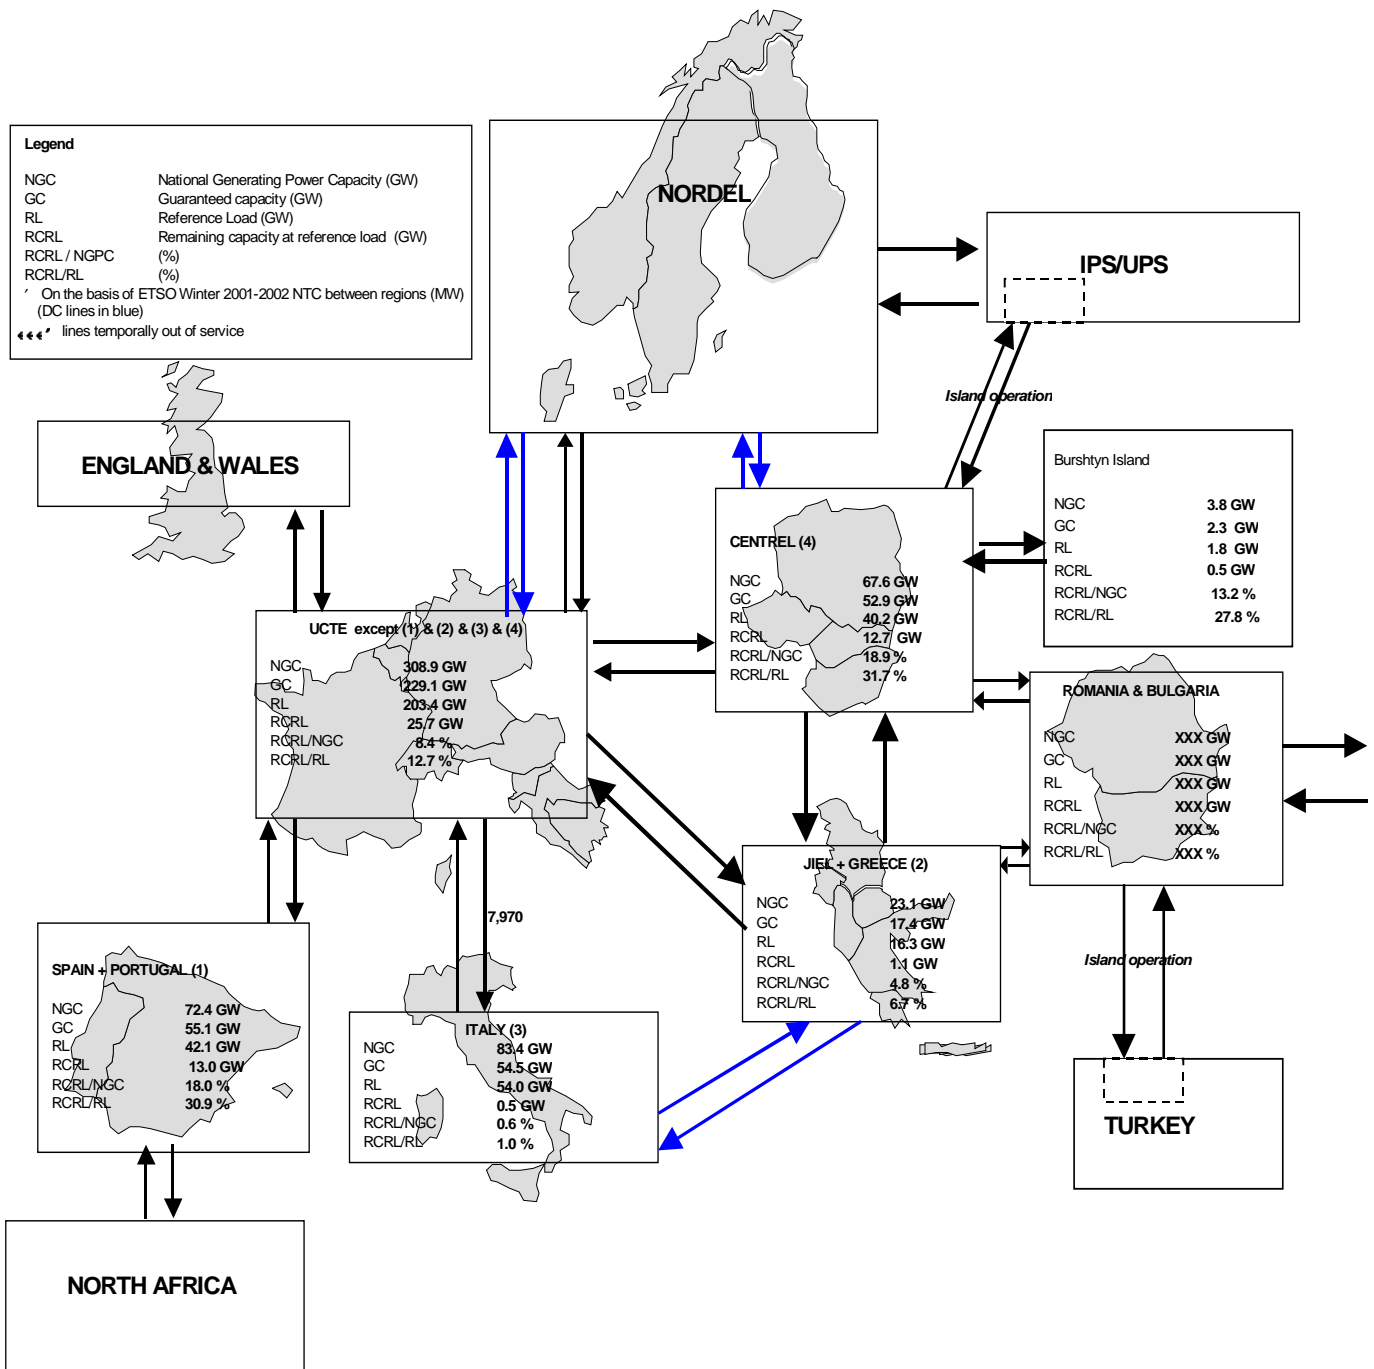 NORDEL
Legend
NGC National Generating Power Capacity (GW)
GC Guaranteed capacity (GW)
RL Reference Load (GW)
RCRL Remaining capacity at reference load (GW)
RCRL / NGPC (%)
RCRL/RL (%)
′ On the basis of ETSO Winter 2001-2002 NTC between regions (MW)
(DC lines in blue)
lines temporally out of service
IPS/UPS
Island operation
ENGLAND & WALES
Burshtyn Island
NGC 3.8 GW
GC 2.3 GW
RL 1.8 GW
RCRL 0.5 GW
RCRL/NGC 13.2 %
RCRL/RL 27.8 %
CENTREL (4)
NGC 67.6 GW
GC 52.9 GW
RL 40.2 GW
RCRL 12.7 GW
RCRL/NGC 18.9 %
RCRL/RL 31.7 %
UCTE except (1) & (2) & (3) & (4)
NGC 308.9 GW
GC 229.1 GW
RL 203.4 GW
RCRL 25.7 GW
RCRL/NGC 8.4 %
RCRL/RL 12.7 %
ROMANIA & BULGARIA
NGC XXX GW
GC XXX GW
RL XXX GW
RCRL XXX GW
RCRL/NGC XXX %
RCRL/RL XXX %
JIEL + GREECE (2)
NGC 23.1 GW
GC 17.4 GW
RL 16.3 GW
RCRL 1.1 GW
RCRL/NGC 4.8 %
RCRL/RL 6.7 %
7,970
Island operation
SPAIN + PORTUGAL (1)
NGC 72.4 GW
GC 55.1 GW
RL 42.1 GW
RCRL 13.0 GW
RCRL/NGC 18.0 %
RCRL/RL 30.9 %
ITALY (3)
NGC 83.4 GW
GC 54.5 GW
RL 54.0 GW
RCRL 0.5 GW
RCRL/NGC 0.6 %
RCRL/RL 1.0 %
TURKEY
NORTH AFRICA